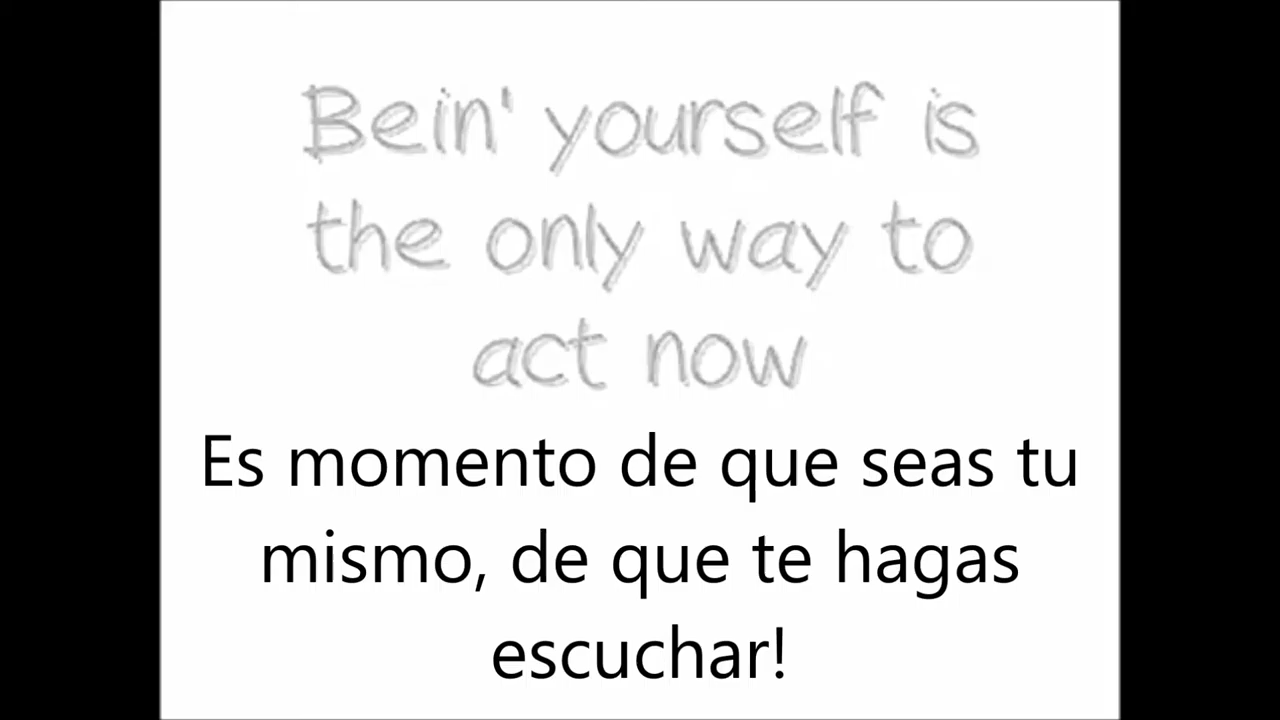 Bein' yourself is
the only way to
act now
Es momento de que seas tu
mismo, de que te hagas
escuchar!